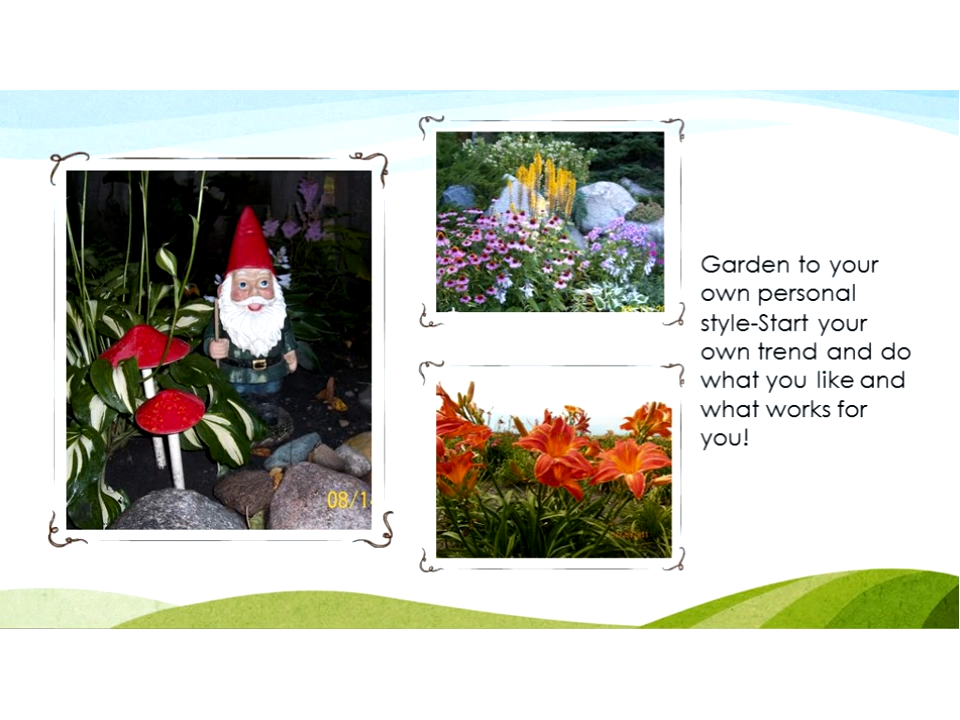 Garden to your
own personal
style-Start your
own trend and do
what you like and
what works for
you!
08/1